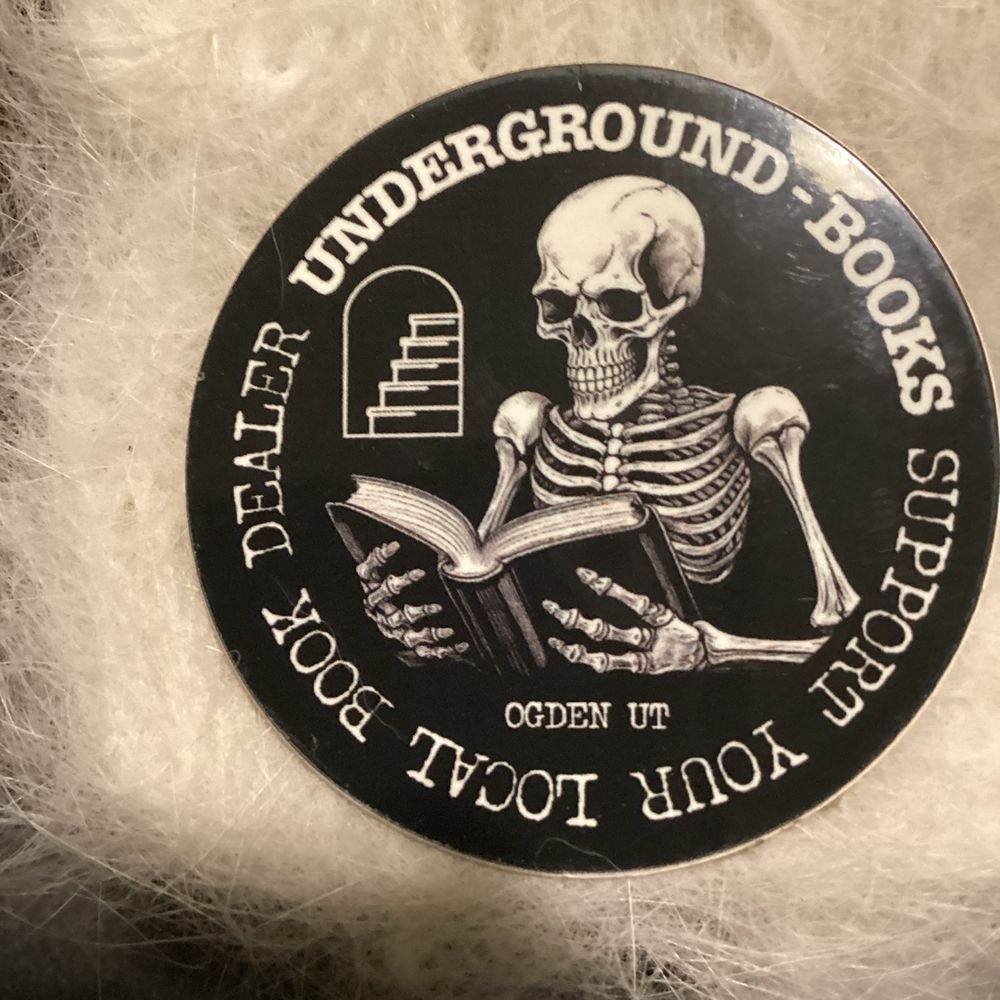 UNDERGROUND-BOOKS
SUPPORT YOUR LOCAL BOOK DEALER
OGDEN UT